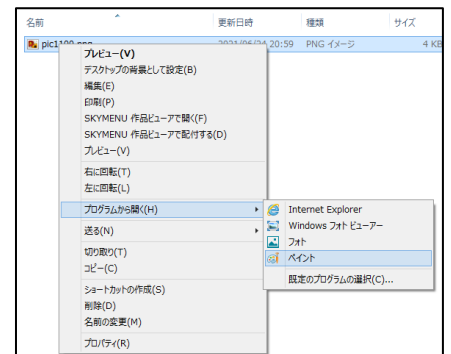 名前 更新日時 種類 サイズ
pic1100.png 2021/06/24 20:59 PNG イメージ 4 KB
プレビュー(V)
デスクトップの背景として設定(B)
編集(E)
印刷(P)
SKYMENU 作品ビューアで開く(F)
SKYMENU 作品ビューアで配付する(D)
プレビュー(V)
右に回転(T)
左に回転(L)
プログラムから開く(H)
Internet Explorer
Windows フォト ビューアー
フォト
ペイント
既定のプログラムの選択(C)...
送る(N)
切り取り(T)
コピー(C)
ショートカットの作成(S)
削除(D)
名前の変更(M)
プロパティ(R)